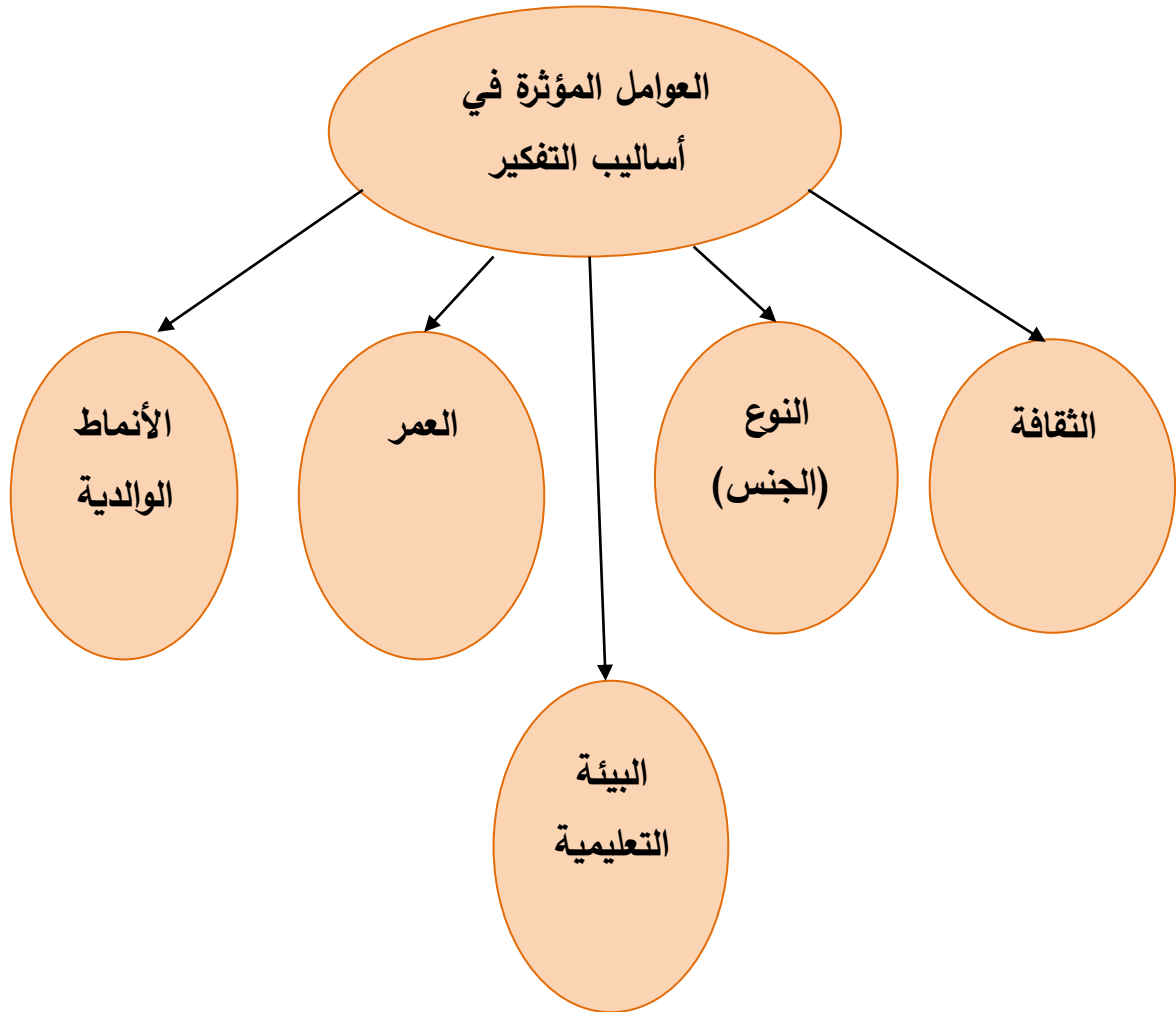 العوامل المؤثرة في
أساليب التفكير
الثقافة
النوع
(الجنس)
العمر
الأنماط
الوالدية
البيئة
التعليمية